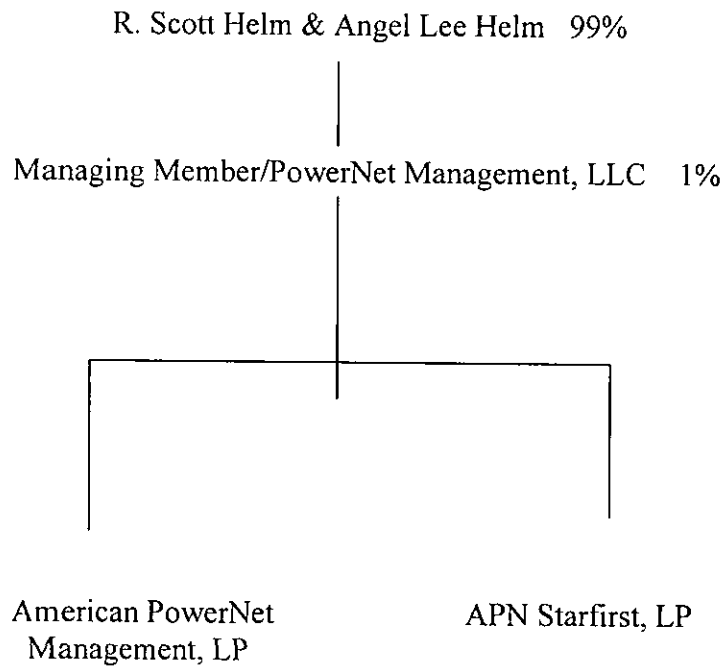 R. Scott Helm & Angel Lee Helm 99%
Managing Member/PowerNet Management, LLC 1%
American PowerNet
Management, LP
APN Starfirst, LP